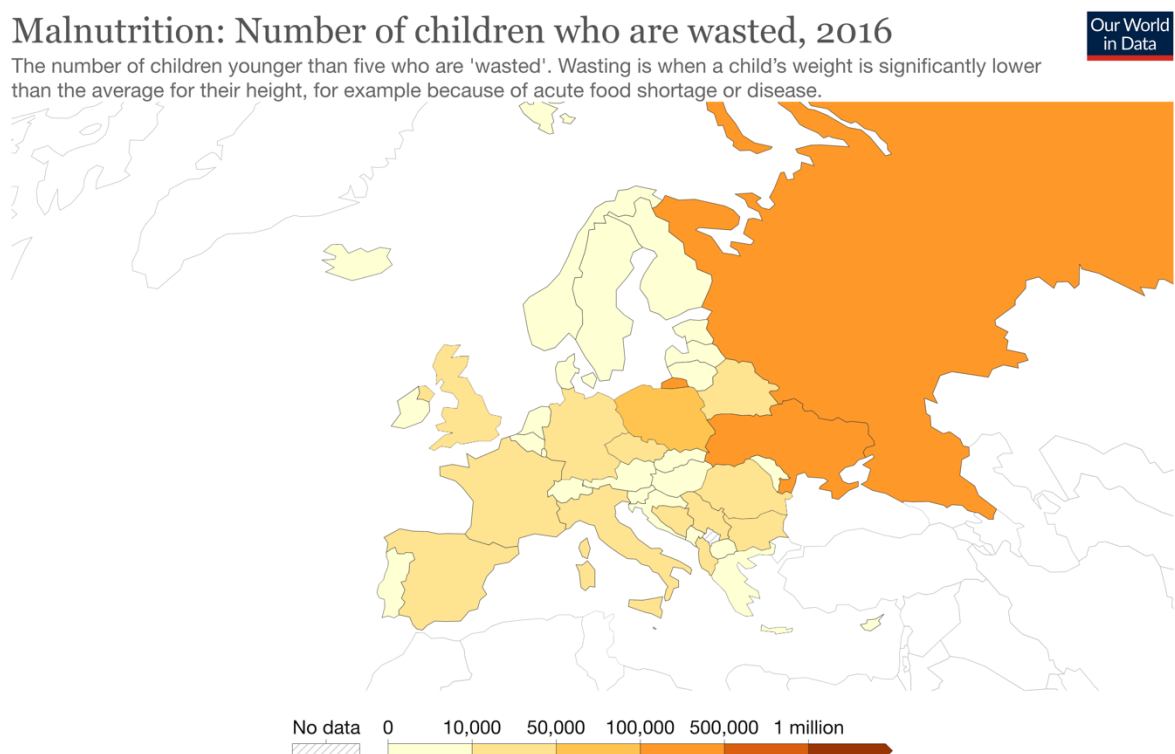 Malnutrition: Number of children who are wasted, 2016
Our World
in Data
The number of children younger than five who are 'wasted'. Wasting is when a child's weight is significantly lower
than the average for their height, for example because of acute food shortage or disease.
No data 0 10,000 50,000 100,000 500,000 1 million